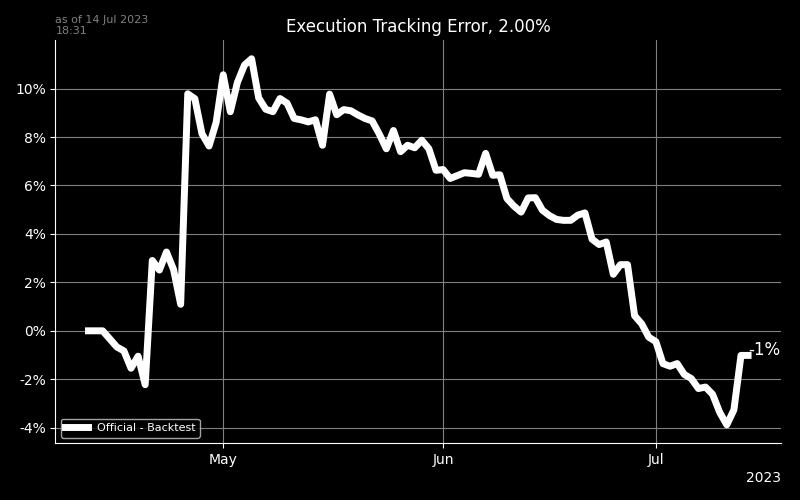 as of 14 Jul 2023
18:31
Execution Tracking Error, 2.00%
10%
8%
6%
4%
2%
0%
-2%
-4%
-1%
Official - Backtest
May
Jun
Jul
2023